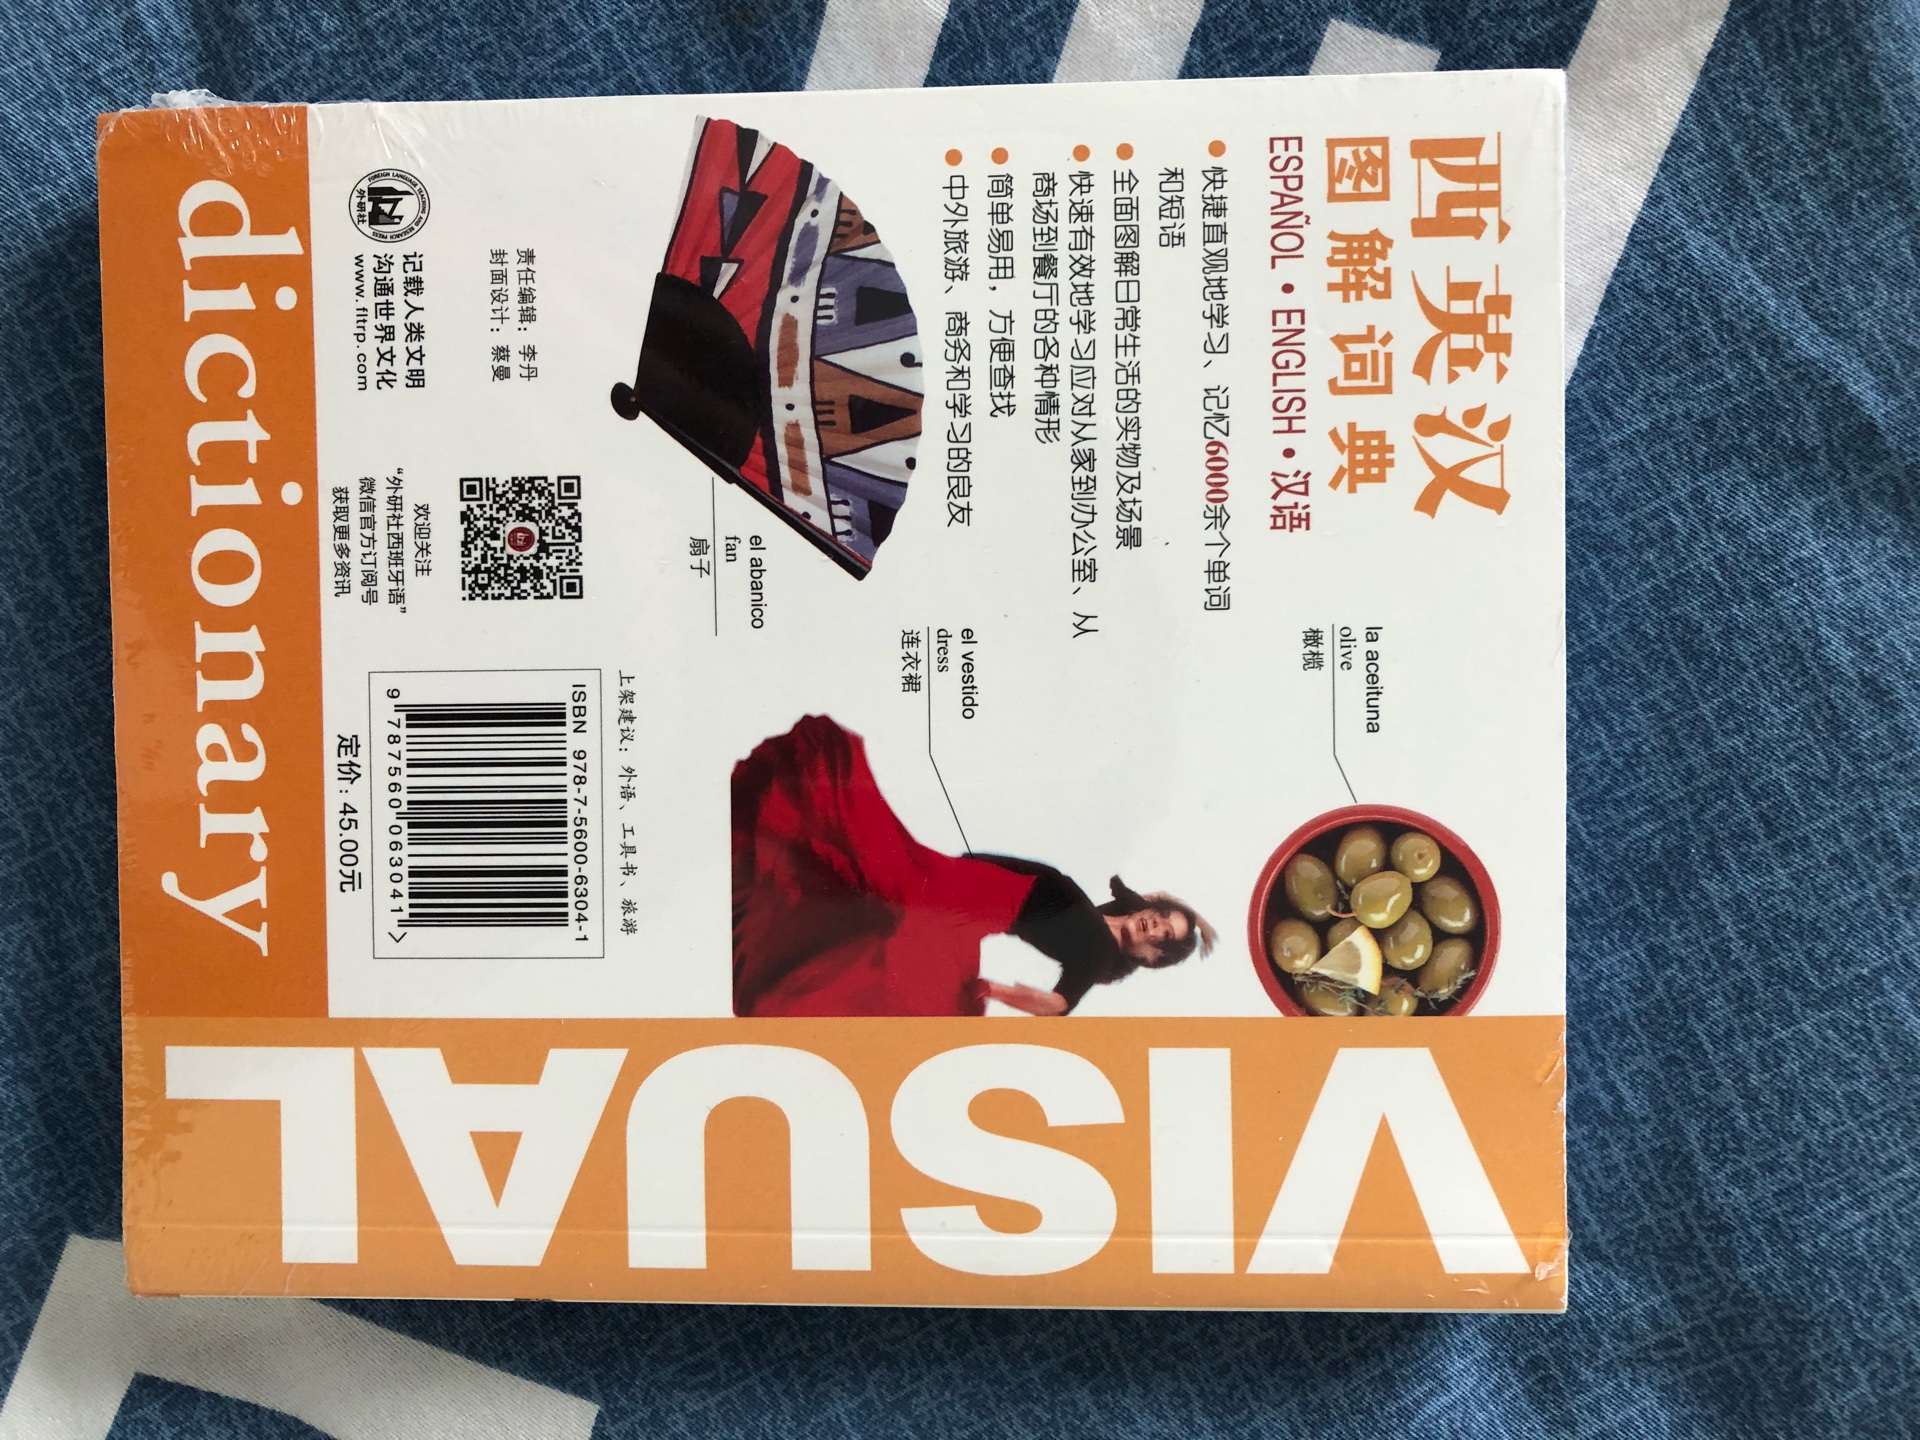 西英汉
图解词典
ESPAÑOL • ENGLISH • 汉语
● 快捷直观地学习、记忆6000余个单词
和短语
● 全面图解日常生活的实物及场景
● 快速有效地学习应对从家到办公室、从
商场到餐厅的各种情形
● 简单易用，方便查找
● 中外旅游、商务和学习的良友
la aceituna
olive
橄榄
el vestido
dress
连衣裙
el abanico
fan
扇子
责任编辑：李丹
封面设计：蔡曼
FOREIGN LANGUAGE TEACHING AND RESEARCH PRESS
外研社
记载人类文明
沟通世界文化
www.fltrp.com
欢迎关注
“外研社西班牙语”
微信官方订阅号
获取更多资讯
上架建议：外语、工具书、旅游
ISBN 978-7-5600-6304-1
9 787560 063041 >
定价：45.00元
dictionary
VISUAL